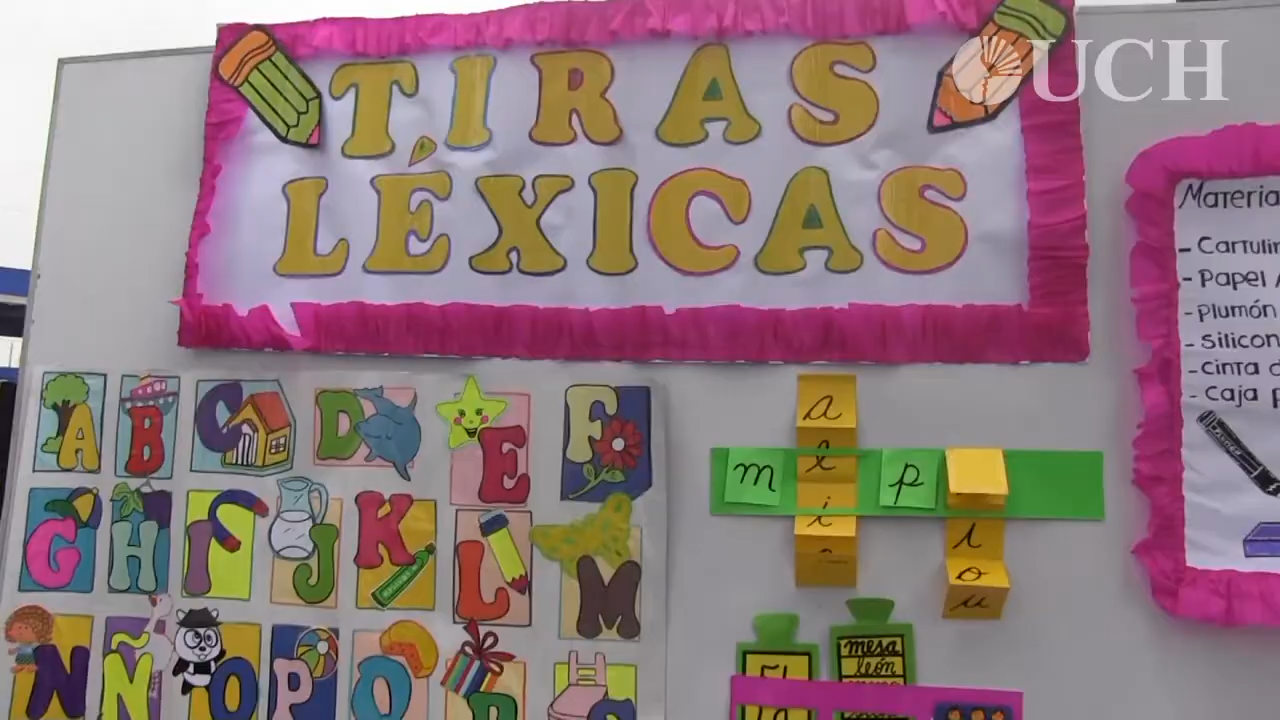 UCH
TIRAS
LÉXICAS
Materia
- Cartulin
- Papel
- Plumón
- Silicon
- Cinta d
- Caja p
A B C D E F
G H I J K L M
N Ñ O P Q R S
a
m e p
i i
o
u
mesa
león